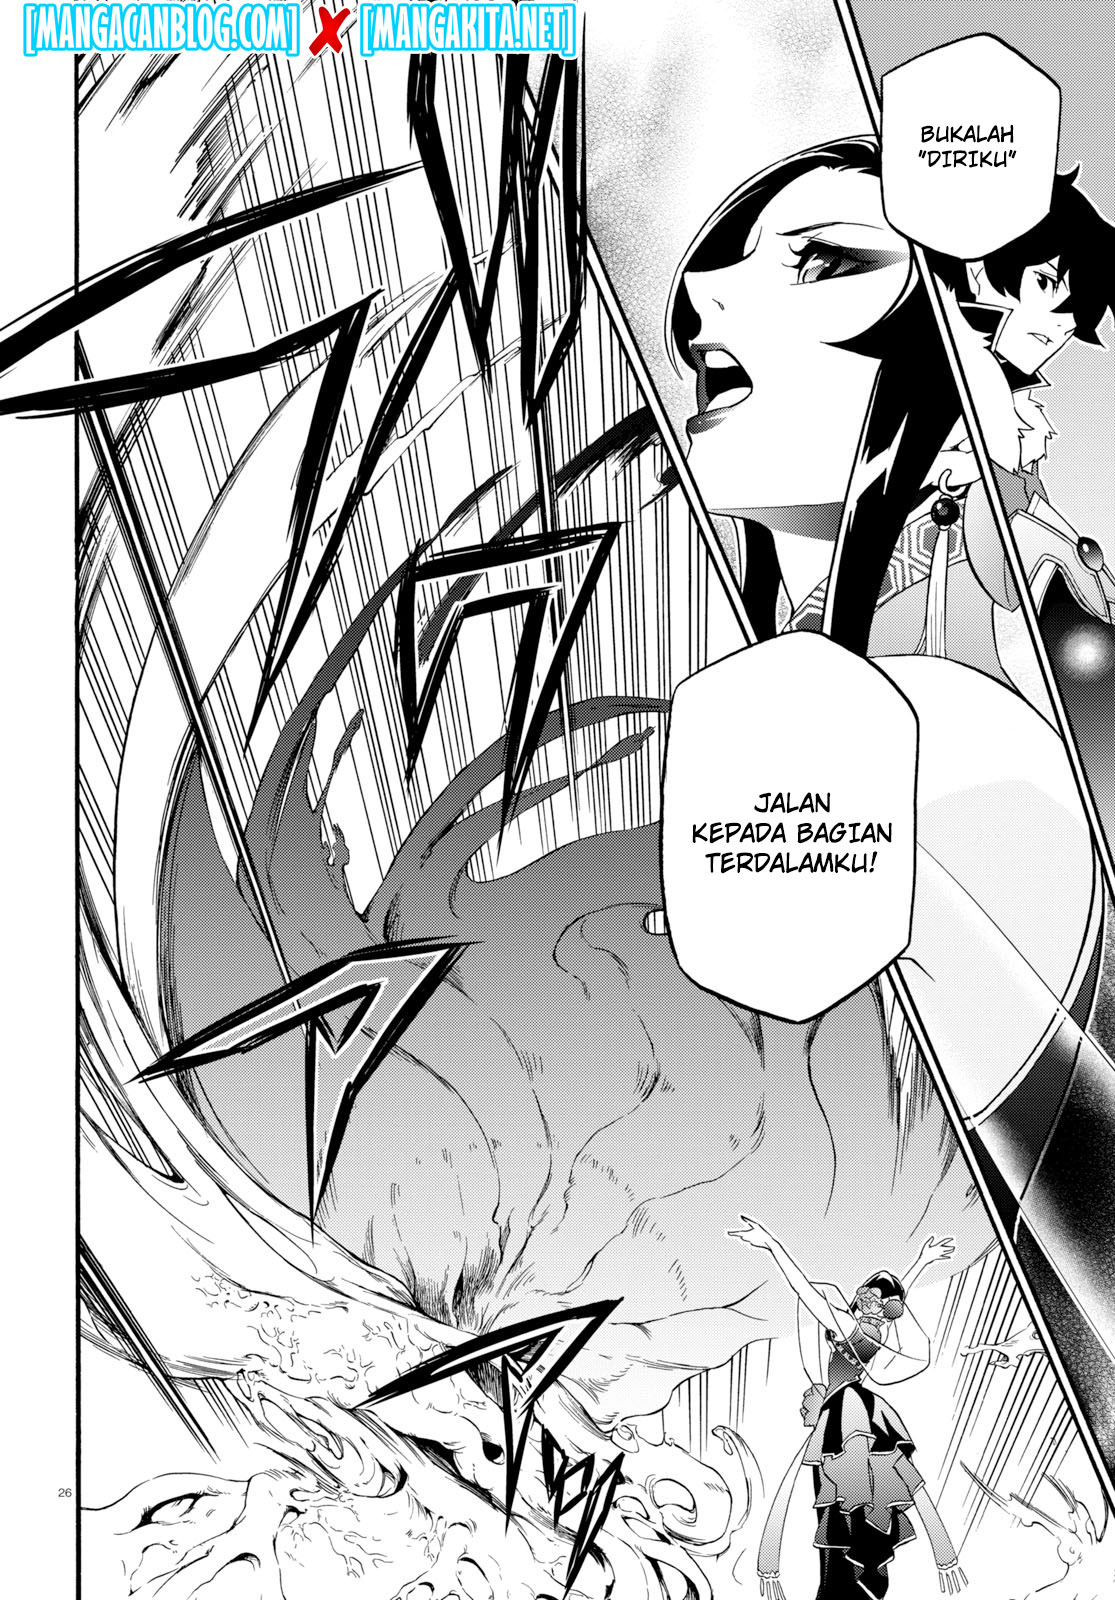 [MANGACANBLOG.COM] X [MANGAKITA.NET]
BUKALAH
"DIRIKU"
JALAN
KEPADA BAGIAN
TERDALAMKU!
26